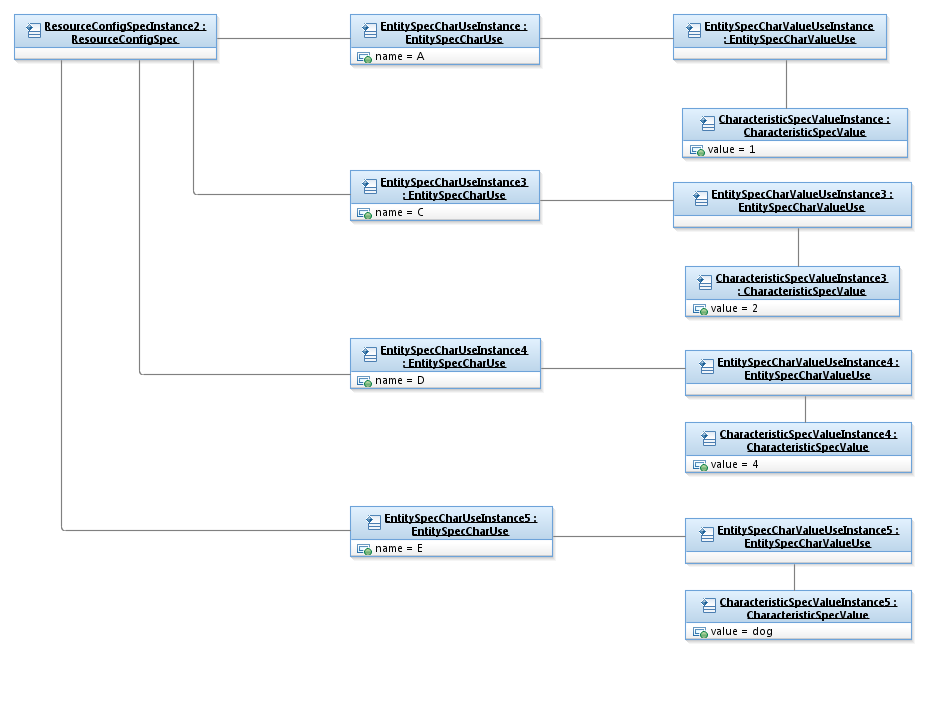 ResourceConfigSpecInstance2 :
ResourceConfigSpec
EntitySpecCharUseInstance :
EntitySpecCharUse
name = A
EntitySpecCharValueUseInstance
: EntitySpecCharValueUse
CharacteristicSpecValueInstance :
CharacteristicSpecValue
value = 1
EntitySpecCharUseInstance3
: EntitySpecCharUse
name = C
EntitySpecCharValueUseInstance3 :
EntitySpecCharValueUse
CharacteristicSpecValueInstance3
: CharacteristicSpecValue
value = 2
EntitySpecCharUseInstance4
: EntitySpecCharUse
name = D
EntitySpecCharValueUseInstance4 :
EntitySpecCharValueUse
CharacteristicSpecValueInstance4 :
CharacteristicSpecValue
value = 4
EntitySpecCharUseInstance5 :
EntitySpecCharUse
name = E
EntitySpecCharValueUseInstance5 :
EntitySpecCharValueUse
CharacteristicSpecValueInstance5 :
CharacteristicSpecValue
value = dog